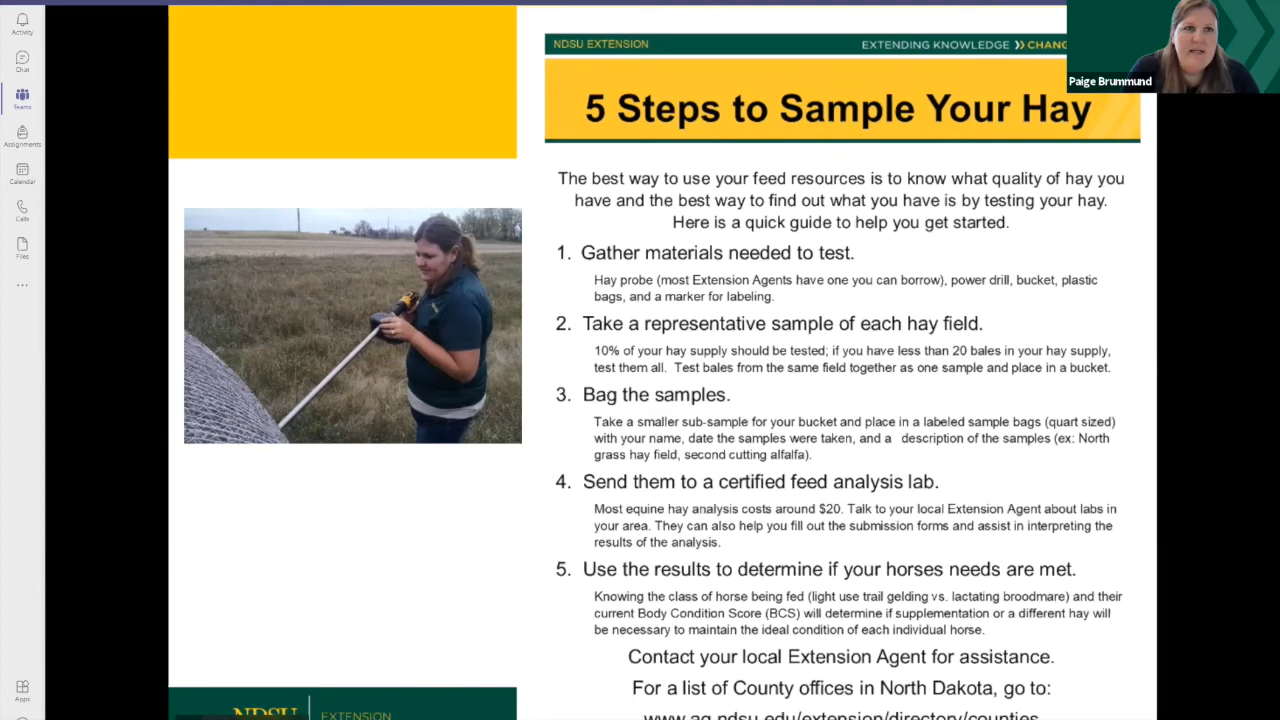 Activity
Chat
Teams
Assignments
Calendar
Calls
Files
Apps
NDSU EXTENSION
EXTENDING KNOWLEDGE
CHANG
Paige Brummund
5 Steps to Sample Your Hay
The best way to use your feed resources is to know what quality of hay you
have and the best way to find out what you have is by testing your hay.
Here is a quick guide to help you get started.
1. Gather materials needed to test.
Hay probe (most Extension Agents have one you can borrow), power drill, bucket, plastic
bags, and a marker for labeling.
2. Take a representative sample of each hay field.
10% of your hay supply should be tested; if you have less than 20 bales in your hay supply,
test them all. Test bales from the same field together as one sample and place in a bucket.
3. Bag the samples.
Take a smaller sub-sample for your bucket and place in a labeled sample bags (quart sized)
with your name, date the samples were taken, and a description of the samples (ex: North
grass hay field, second cutting alfalfa).
4. Send them to a certified feed analysis lab.
Most equine hay analysis costs around $20. Talk to your local Extension Agent about labs in
your area. They can also help you fill out the submission forms and assist in interpreting the
results of the analysis.
5. Use the results to determine if your horses needs are met.
Knowing the class of horse being fed (light use trail gelding vs. lactating broodmare) and their
current Body Condition Score (BCS) will determine if supplementation or a different hay will
be necessary to maintain the ideal condition of each individual horse.
Contact your local Extension Agent for assistance.
For a list of County offices in North Dakota, go to:
www.ag.ndsu.edu/extension/directory/counties
NDSU EXTENSION